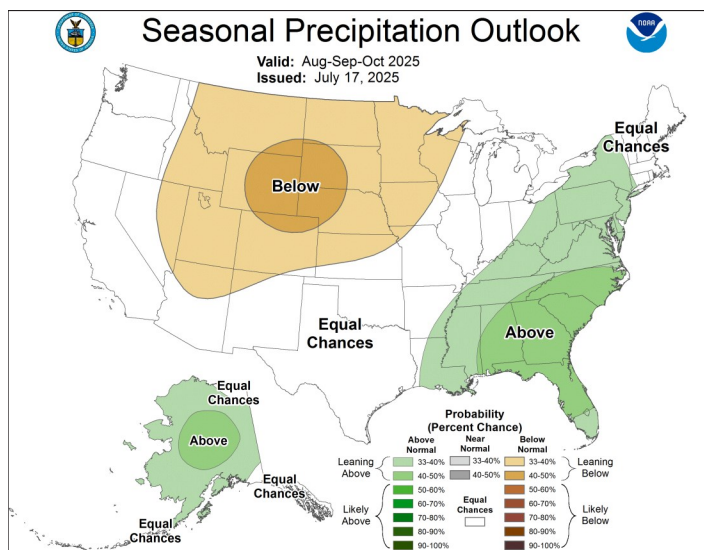 Seasonal Precipitation Outlook
Valid: Aug-Sep-Oct 2025
Issued: July 17, 2025
NOAA
Equal
Chances
Below
Equal
Chances
Above
Equal
Chances
Above
Equal
Chances
Equal
Chances
Probability
(Percent Chance)
Above
Normal
Near
Normal
Below
Normal
Leaning
Above
33-40%
33-40%
33-40%
Leaning
Below
40-50%
40-50%
40-50%
Likely
Above
50-60%
Equal
Chances
50-60%
Likely
Below
60-70%
60-70%
70-80%
70-80%
80-90%
80-90%
90-100%
90-100%